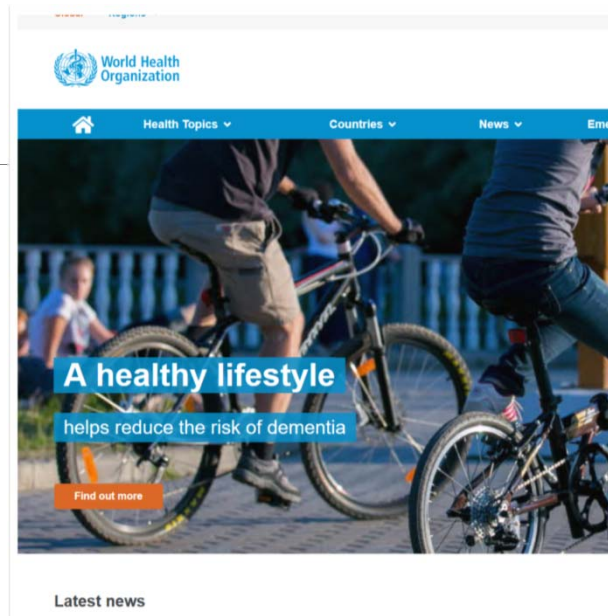 World Health
Organization
Health Topics
Countries
News
A healthy lifestyle
helps reduce the risk of dementia
Find out more
Latest news